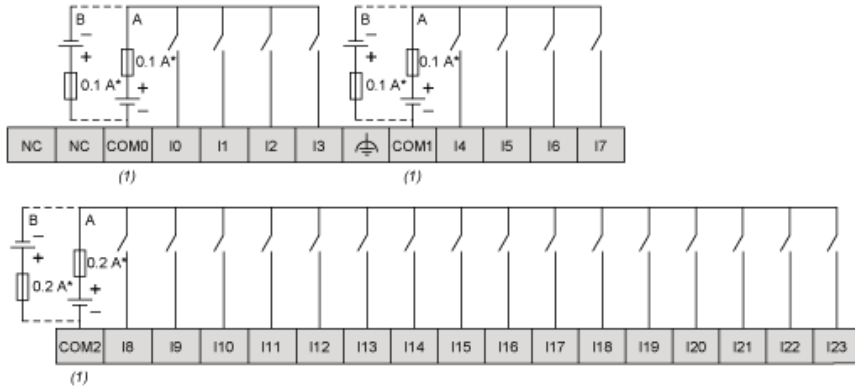 B A B A
0.1 A* 0.1 A* 0.1 A* 0.1 A*
NC NC COM0 I0 I1 I2 I3 COM1 I4 I5 I6 I7
(1) (1)
B A
0.2 A* 0.2 A*
COM2 I8 I9 I10 I11 I12 I13 I14 I15 I16 I17 I18 I19 I20 I21 I22 I23
(1)